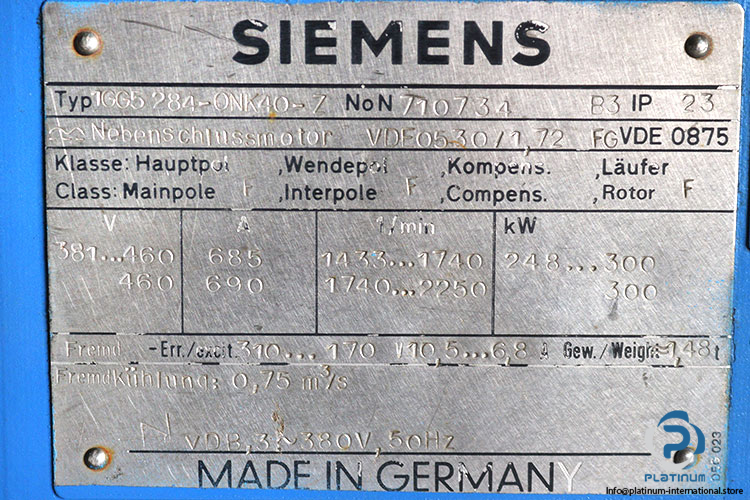 SIEMENS
Typ 1GG5 284-0NK40-Z No N 710734 B3 IP 23
Nebenschlussmotor VDE0530/1,72 FG VDE 0875
Klasse: Hauptpol ,Wendepol ,Kompens. ,Läufer
Class: Mainpole F ,Interpole F ,Compens. ,Rotor F
V A 1/min kW
381...460 685 1433...1740 248...300
460 690 1740...2250 300
Fremd -Err./excit. 310...170 V 10,5...6,8 A Gew./Weight ≈1,48 t
Fremdkühlung: 0,75 m³/s
VDB, 3~380V, 50Hz
MADE IN GERMANY
056 023
PLATINUM
info@platinum-international.store